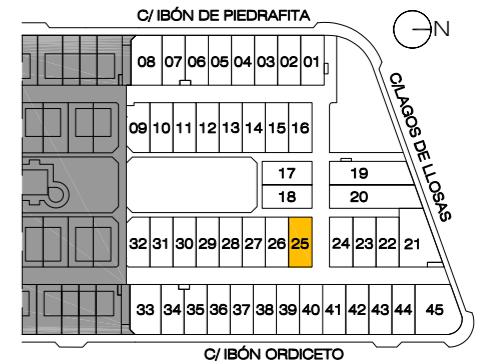 C/ IBÓN DE PIEDRAFITA
N
08 07 06 05 04 03 02 01
C/LAGOS DE LLOSAS
09 10 11 12 13 14 15 16
17 19
18 20
32 31 30 29 28 27 26 25 24 23 22 21
33 34 35 36 37 38 39 40 41 42 43 44 45
C/ IBÓN ORDICETO